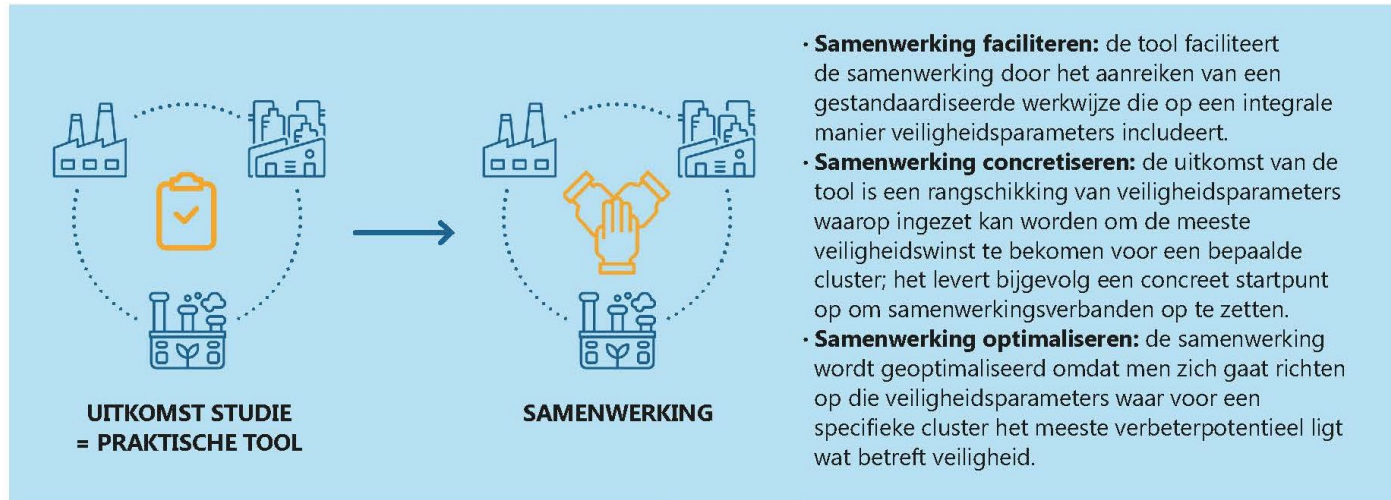 UITKOMST STUDIE
= PRAKTISCHE TOOL
SAMENWERKING
· Samenwerking faciliteren: de tool faciliteert
de samenwerking door het aanreiken van een
gestandaardiseerde werkwijze die op een integrale
manier veiligheidsparameters includeert.
· Samenwerking concretiseren: de uitkomst van de
tool is een rangschikking van veiligheidsparameters
waarop ingezet kan worden om de meeste
veiligheidswinst te bekomen voor een bepaalde
cluster; het levert bijgevolg een concreet startpunt
op om samenwerkingsverbanden op te zetten.
· Samenwerking optimaliseren: de samenwerking
wordt geoptimaliseerd omdat men zich gaat richten
op die veiligheidsparameters waar voor een
specifieke cluster het meeste verbeterpotentieel ligt
wat betreft veiligheid.